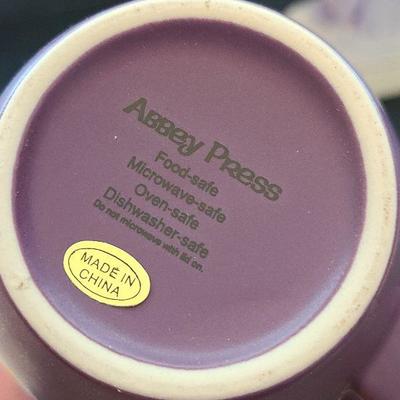 Abbey Press
Food-safe
Microwave-safe
Oven-safe
Dishwasher-safe
Do not microwave with lid on.
MADE IN
CHINA